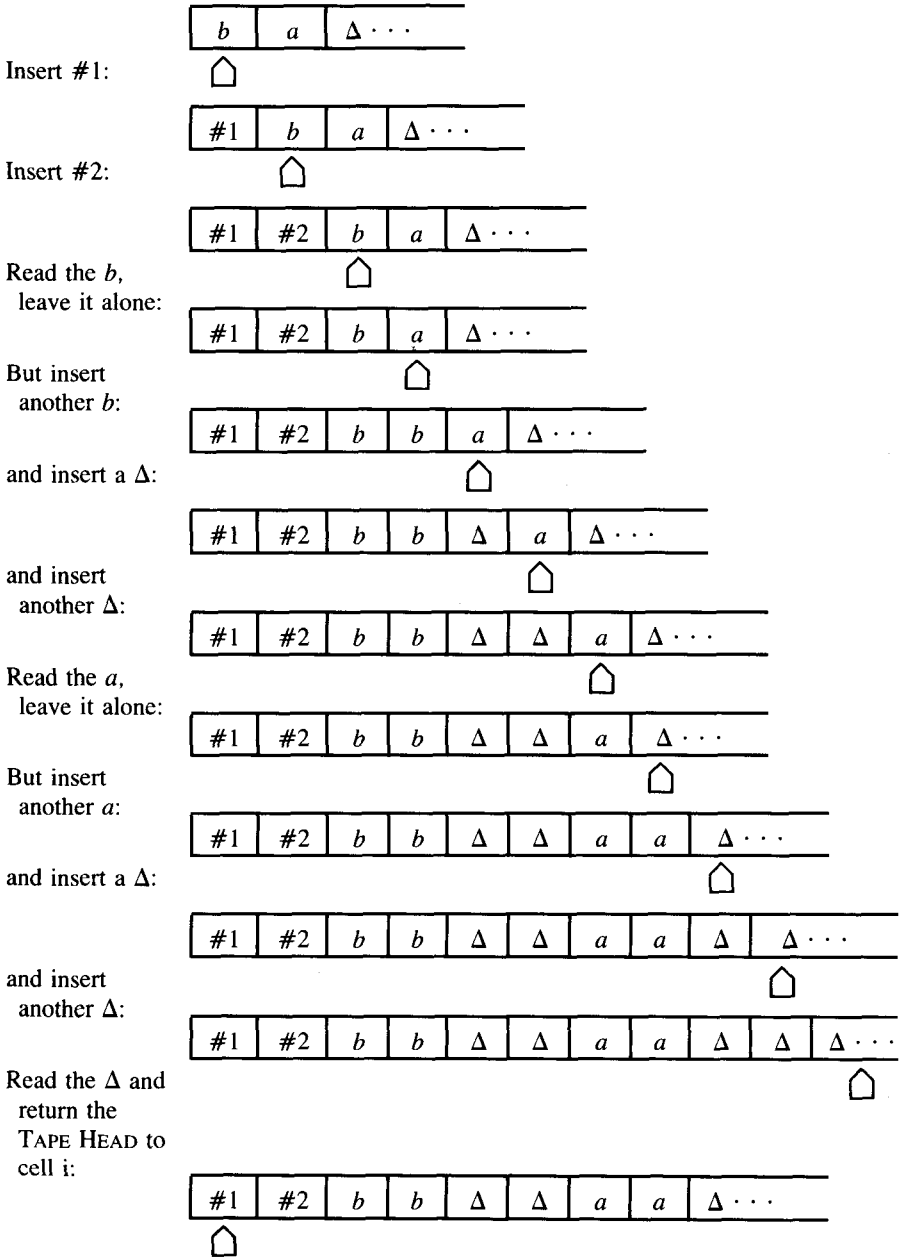 b a Δ · · ·
Insert #1:
#1 b a Δ · · ·
Insert #2:
#1 #2 b a Δ · · ·
Read the b,
leave it alone:
#1 #2 b a Δ · · ·
But insert
another b:
#1 #2 b b a Δ · · ·
and insert a Δ:
#1 #2 b b Δ a Δ · · ·
and insert
another Δ:
#1 #2 b b Δ Δ a Δ · · ·
Read the a,
leave it alone:
#1 #2 b b Δ Δ a Δ · · ·
But insert
another a:
#1 #2 b b Δ Δ a a Δ · · ·
and insert a Δ:
#1 #2 b b Δ Δ a a Δ Δ · · ·
and insert
another Δ:
#1 #2 b b Δ Δ a a Δ Δ Δ · · ·
Read the Δ and
return the
TAPE HEAD to
cell i:
#1 #2 b b Δ Δ a a Δ · · ·